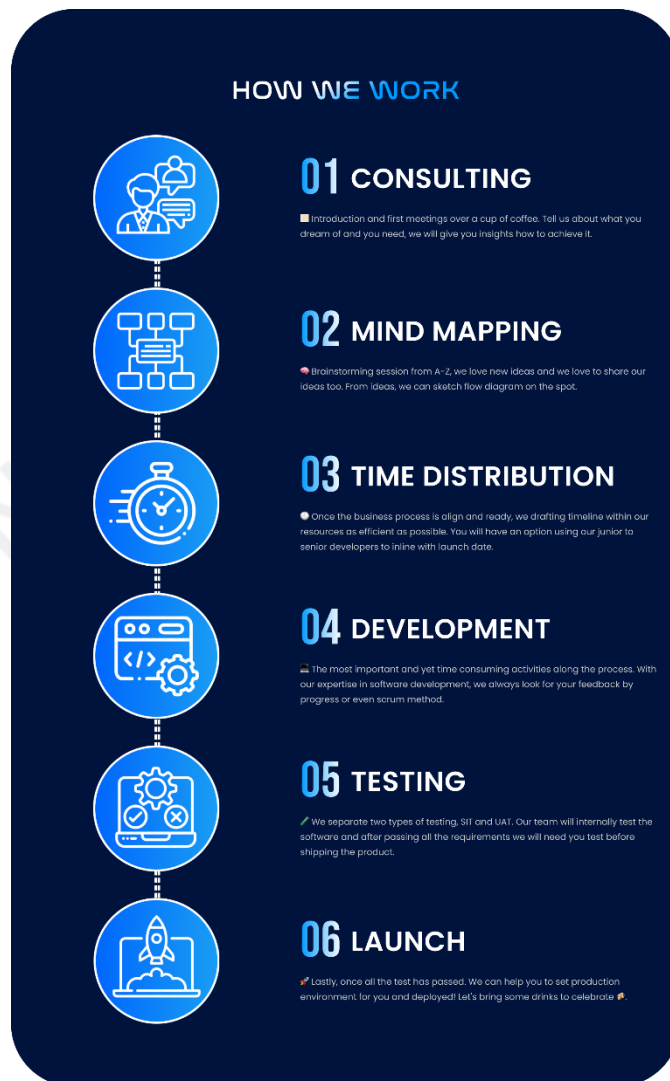 HOW WE WORK
01 CONSULTING
Introduction and first meetings over a cup of coffee. Tell us about what you
dream of and you need, we will give you insights how to achieve it.
02 MIND MAPPING
🧠 Brainstorming session from A-Z, we love new ideas and we love to share our
ideas too. From ideas, we can sketch flow diagram on the spot.
03 TIME DISTRIBUTION
Once the business process is align and ready, we drafting timeline within our
resources as efficient as possible. You will have an option using our junior to
senior developers to inline with launch date.
04 DEVELOPMENT
The most important and yet time consuming activities along the process. With
our expertise in software development, we always look for your feedback by
progress or even scrum method.
05 TESTING
We separate two types of testing, SIT and UAT. Our team will internally test the
software and after passing all the requirements we will need you test before
shipping the product.
06 LAUNCH
🚀 Lastly, once all the test has passed. We can help you to set production
environment for you and deployed! Let's bring some drinks to celebrate 🍻.